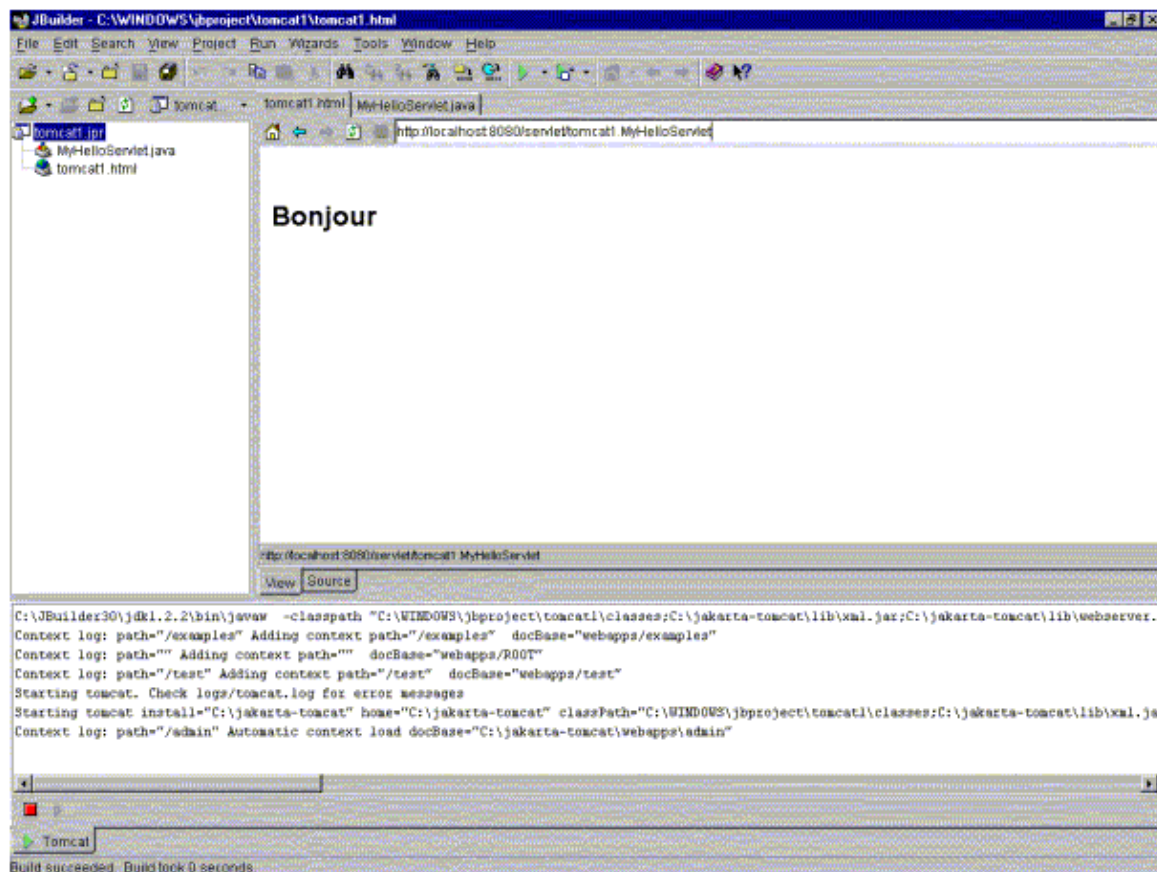 JBuilder - C:\WINDOWS\jbproject\tomcat1\tomcat1.html
File Edit Search View Project Run Wizards Tools Window Help
tomcat...
tomcat1.html MyHelloServlet.java
tomcat1.jpr
http://localhost:8080/servlet/tomcat1.MyHelloServlet
MyHelloServlet.java
tomcat1.html
Bonjour
http://localhost:8080/servlet/tomcat1.MyHelloServlet
View Source
C:\JBuilder30\jdk1.2.2\bin\javaw -classpath "C:\WINDOWS\jbproject\tomcat1\classes;C:\jakarta-tomcat\lib\xml.jar;C:\jakarta-tomcat\lib\webserver.
Context log: path="/examples" Adding context path="/examples" docBase="webapps/examples"
Context log: path="" Adding context path="" docBase="webapps/ROOT"
Context log: path="/test" Adding context path="/test" docBase="webapps/test"
Starting tomcat. Check logs/tomcat.log for error messages
Starting tomcat install="C:\jakarta-tomcat" home="C:\jakarta-tomcat" classPath="C:\WINDOWS\jbproject\tomcat1\classes;C:\jakarta-tomcat\lib\xml.ja
Context log: path="/admin" Automatic context load docBase="C:\jakarta-tomcat\webapps\admin"
Tomcat
Build succeeded. Build took 0 seconds.